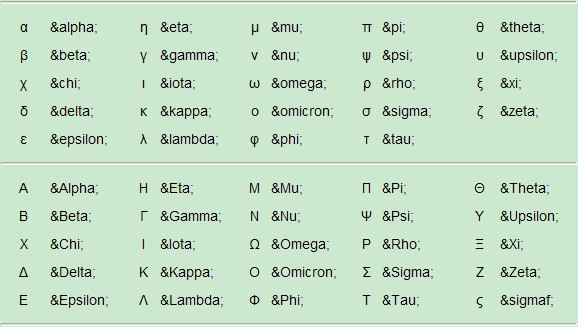 α &alpha; η &eta; μ &mu; π &pi; θ &theta;
β &beta; γ &gamma; ν &nu; ψ &psi; υ &upsilon;
χ &chi; ι &iota; ω &omega; ρ &rho; ξ &xi;
δ &delta; κ &kappa; ο &omicron; σ &sigma; ζ &zeta;
ε &epsilon; λ &lambda; φ &phi; τ &tau;
Α &Alpha; Η &Eta; Μ &Mu; Π &Pi; Θ &Theta;
Β &Beta; Γ &Gamma; Ν &Nu; Ψ &Psi; Υ &Upsilon;
Χ &Chi; Ι &Iota; Ω &Omega; Ρ &Rho; Ξ &Xi;
Δ &Delta; Κ &Kappa; Ο &Omicron; Σ &Sigma; Ζ &Zeta;
Ε &Epsilon; Λ &Lambda; Φ &Phi; Τ &Tau; ς &sigmaf;